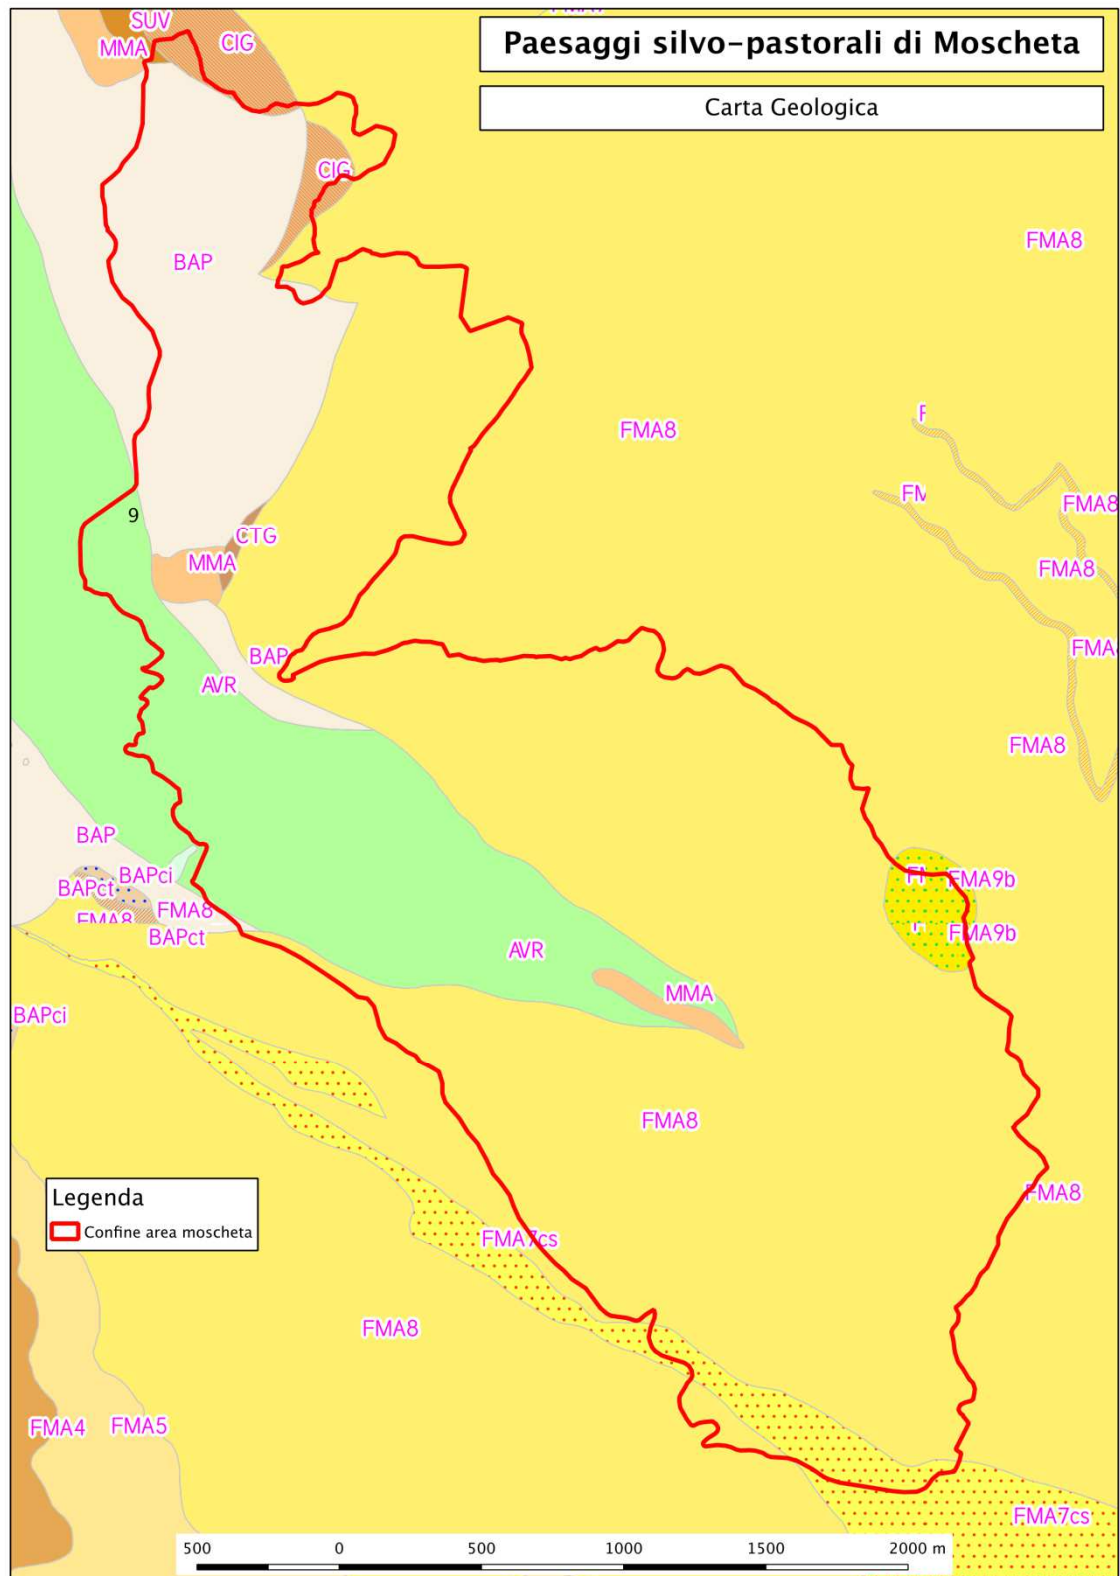 SUV
MMA
CIG
Paesaggi silvo-pastorali di Moscheta
Carta Geologica
CIG
FMA8
BAP
FMA8
FMA8
9
CTG
MMA
FMA8
BAP
AVR
FMA8
BAP
BAPci
BAPct
FMA8
FMA8
BAPct
FMA9b
FMA9b
AVR
MMA
BAPci
FMA8
FMA8
Legenda
Confine area moscheta
FMA7cs
FMA8
FMA4
FMA5
FMA7cs
500 0 500 1000 1500 2000 m